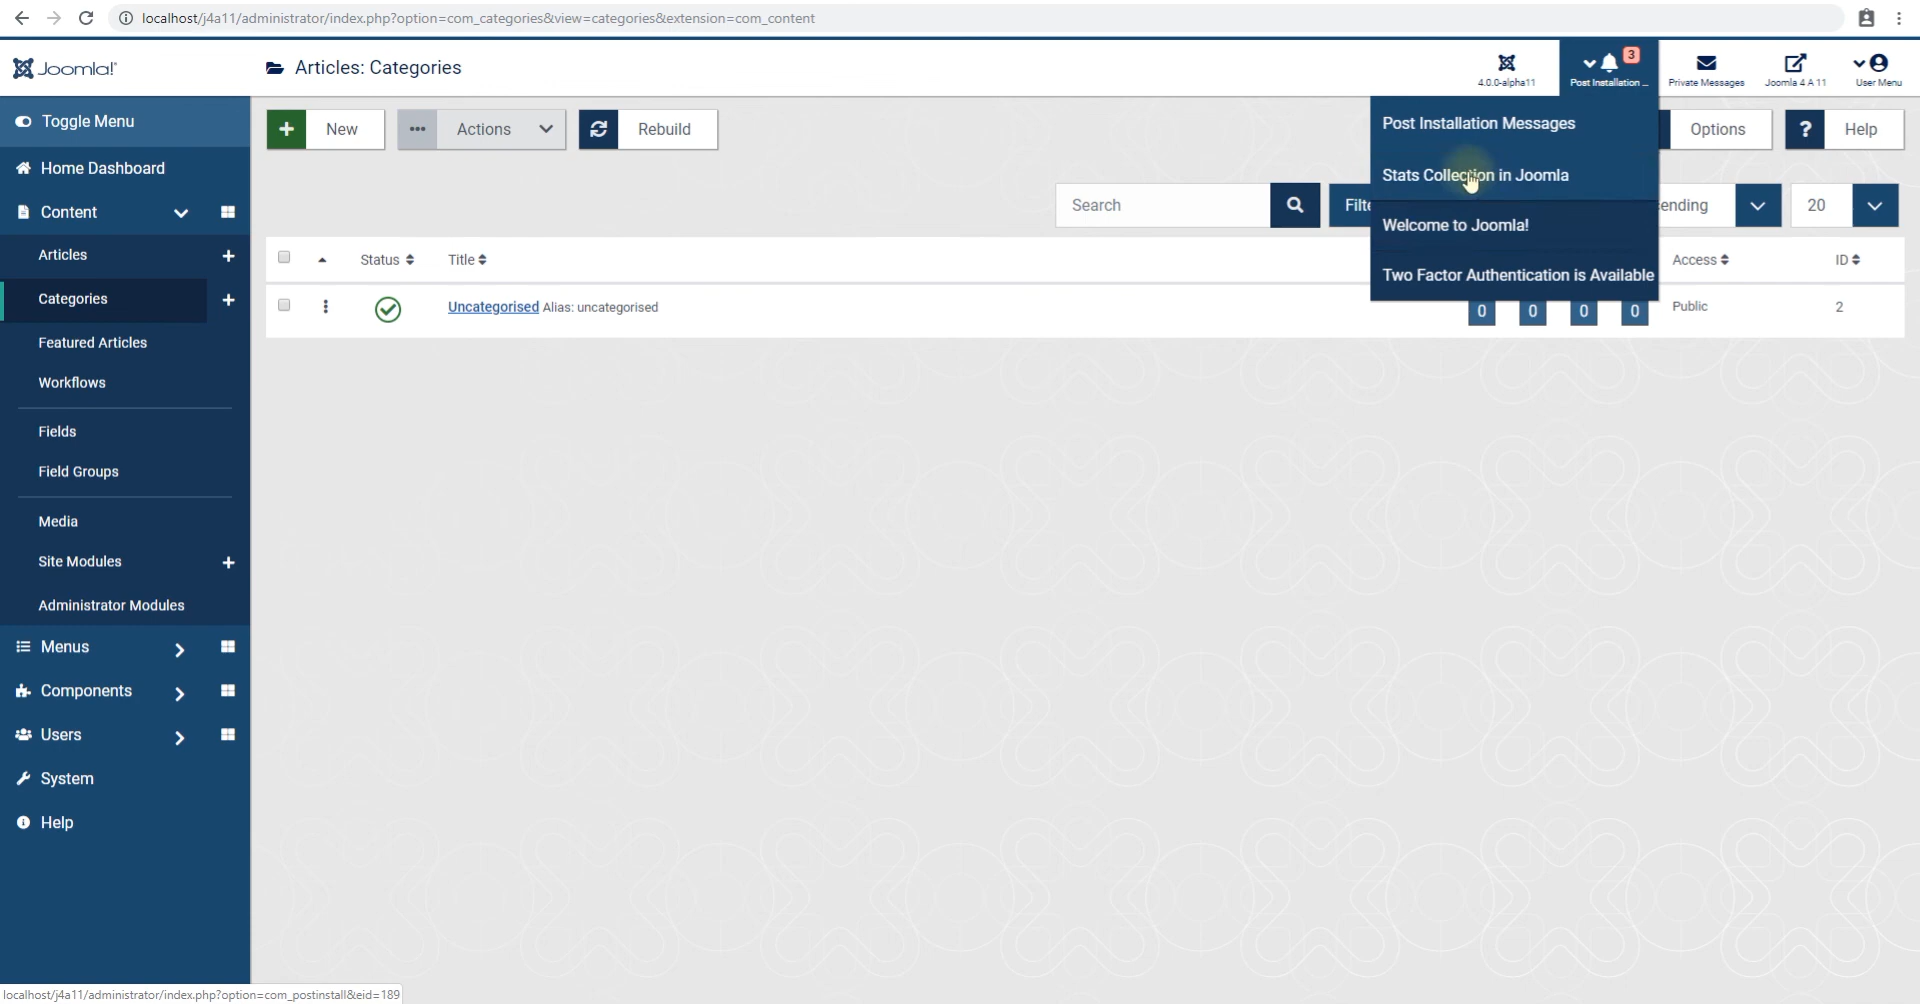 localhost/j4a11/administrator/index.php?option=com_categories&view=categories&extension=com_content
Joomla!
Articles: Categories
4.0.0-alpha11
3
Post Installation ...
Private Messages
Joomla 4 A 11
User Menu
Toggle Menu
New
Actions
Rebuild
Post Installation Messages
Options
? Help
Home Dashboard
Stats Collection in Joomla
Content
Search
Filte
ending
20
Welcome to Joomla!
Articles
Status
Title
Two Factor Authentication is Available
Access
ID
Categories
Uncategorised Alias: uncategorised
0 0 0 0
Public
2
Featured Articles
Workflows
Fields
Field Groups
Media
Site Modules
Administrator Modules
Menus
Components
Users
System
Help
localhost/j4a11/administrator/index.php?option=com_postinstall&eid=189